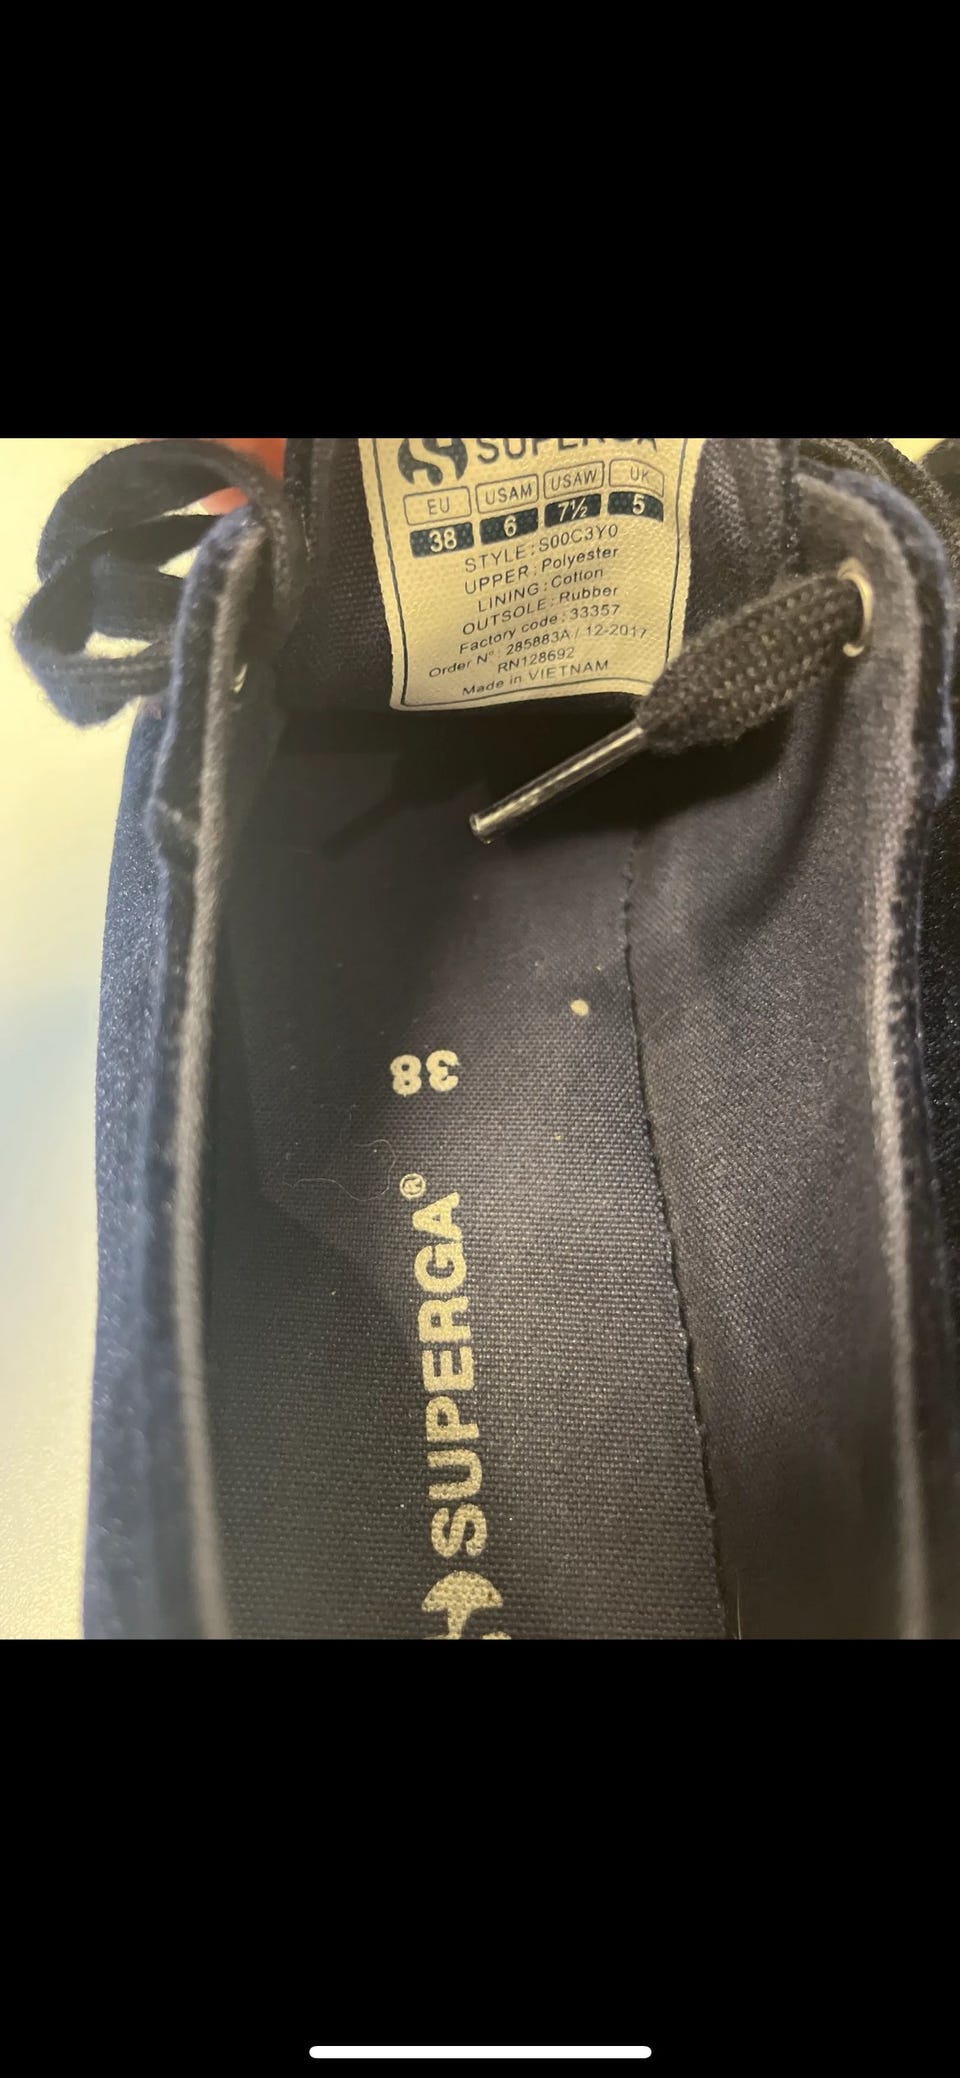 SUPERGA
EU USAM USAW UK
38 6 7½ 5
STYLE:S00C3Y0
UPPER:Polyester
LINING:Cotton
OUTSOLE:Rubber
Factory code:33357
Order N°: 285883A/12-2017
RN128692
Made in VIETNAM
38
SUPERGA®